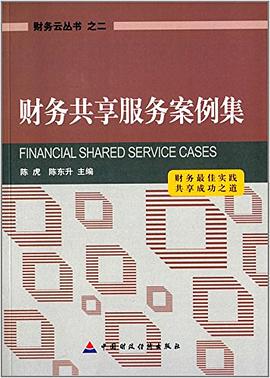 财务云丛书 之二
财务共享服务案例集
FINANCIAL SHARED SERVICE CASES
陈 虎 陈东升 主编
财务最佳实践
共享成功之道
中国财政经济出版社